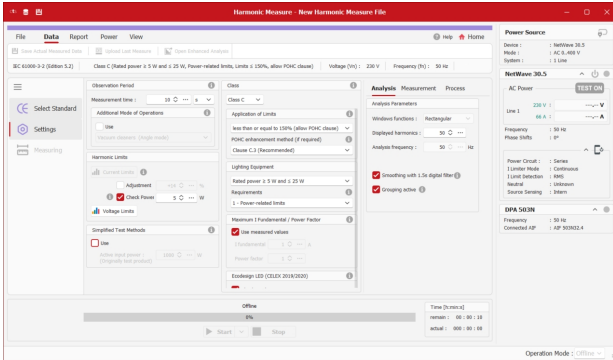 Harmonic Measure - New Harmonic Measure File
File Data Report Power View
Help Home
Save Actual Measured Data Upload Last Measure Open Enhanced Analysis
IEC 61000-3-2 (Edition 5.2) Class C (Rated power ≥ 5 W and ≤ 25 W, Power-related limits, Limits ≤ 150%, allow POHC clause) Voltage (Vn) : 230 V Frequency (fn) : 50 Hz
Select Standard
Settings
Measuring
Observation Period
Measurement time : 10 s
Additional Mode of Operations
Use
Harmonic Limits
Current Limits
Adjustment %
Check Power 5 W
Voltage Limits
Simplified Test Methods
Use
Active input power : W
(Originally test product)
Class
Class C
Application of Limits
less than or equal to 150% (allow POHC clause)
POHC enhancement method (if required)
Clause C.3 (Recommended)
Lighting Equipment
Rated power ≥ 5 W and ≤ 25 W
Requirements
1 - Power-related limits
Maximum I Fundamental / Power Factor
Use measured values
I fundamental
Power factor
Ecodesign LED (CELEX 2019/2020)
Analysis Measurement Process
Analysis Parameters
Windows functions : Rectangular
Displayed harmonics : 50
Analysis frequency : 50 Hz
Smoothing with 1.5s digital filter
Grouping active
Offline
0%
Start Stop
Time [h:min:s]
remain : 00 : 00 : 10
actual : 000 : 00 : 00
Power Source
Device : NetWave 30.5
Mode : AC 0..400 V
System : 1 Line
NetWave 30.5
AC Power TEST ON
Line 1 230 V : ---,-- V
66 A : ---,-- A
Frequency : 50 Hz
Phase Shifts : 0°
Power Circuit : Series
I Limiter Mode : Continuous
I Limit Detection : RMS
Neutral : Unknown
Source Sensing : Intern
DPA 503N
Frequency : 50 Hz
Connected AIF : AIF 503N32.4
Operation Mode : Offline